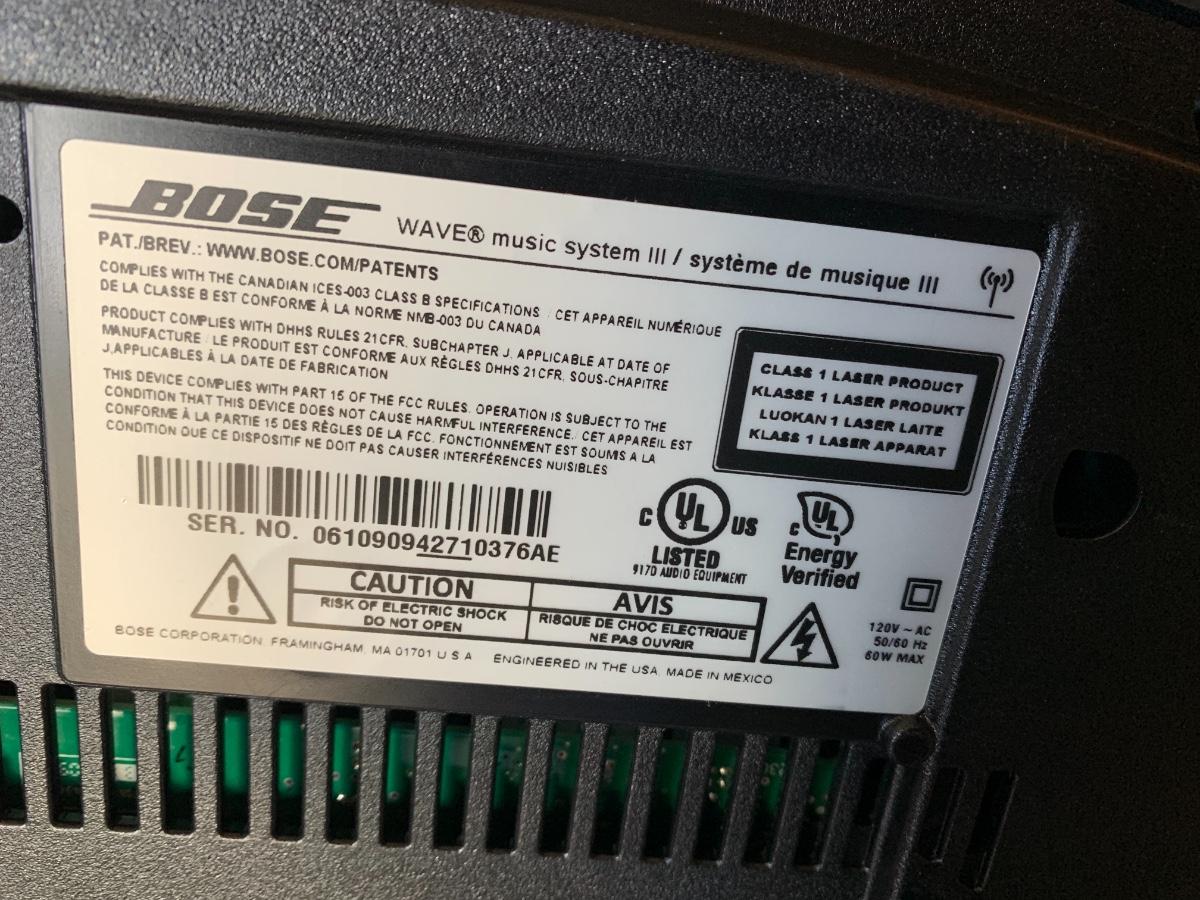 BOSE WAVE® music system III / système de musique III
PAT./BREV.: WWW.BOSE.COM/PATENTS
COMPLIES WITH THE CANADIAN ICES-003 CLASS B SPECIFICATIONS / CET APPAREIL NUMÉRIQUE
DE LA CLASSE B EST CONFORME À LA NORME NMB-003 DU CANADA
PRODUCT COMPLIES WITH DHHS RULES 21CFR, SUBCHAPTER J, APPLICABLE AT DATE OF
MANUFACTURE / LE PRODUIT EST CONFORME AUX RÈGLES DHHS 21CFR, SOUS-CHAPITRE
J,APPLICABLES À LA DATE DE FABRICATION
THIS DEVICE COMPLIES WITH PART 15 OF THE FCC RULES. OPERATION IS SUBJECT TO THE
CONDITION THAT THIS DEVICE DOES NOT CAUSE HARMFUL INTERFERENCE. CET APPAREIL EST
CONFORME À LA PARTIE 15 DES RÈGLES DE LA FCC. FONCTIONNEMENT EST SOUMIS A LA
CONDITION QUE CE DISPOSITIF NE DOIT PAS CAUSER INTERFÉRENCES NUISIBLES
CLASS 1 LASER PRODUCT
KLASSE 1 LASER PRODUKT
LUOKAN 1 LASER LAITE
KLASS 1 LASER APPARAT
SER. NO. 061090942710376AE
C UL US
LISTED
917D AUDIO EQUIPMENT
C UL
Energy
Verified
CAUTION
RISK OF ELECTRIC SHOCK
DO NOT OPEN
AVIS
RISQUE DE CHOC ELECTRIQUE
NE PAS OUVRIR
120V ~ AC
50/60 Hz
60W MAX
BOSE CORPORATION, FRAMINGHAM, MA 01701 U S A ENGINEERED IN THE USA, MADE IN MEXICO